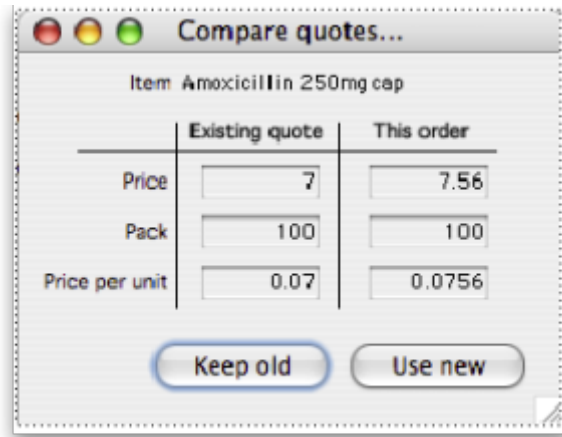 Compare quotes...
Item Amoxicillin 250mg cap
Existing quote This order
Price 7 7.56
Pack 100 100
Price per unit 0.07 0.0756
Keep old Use new